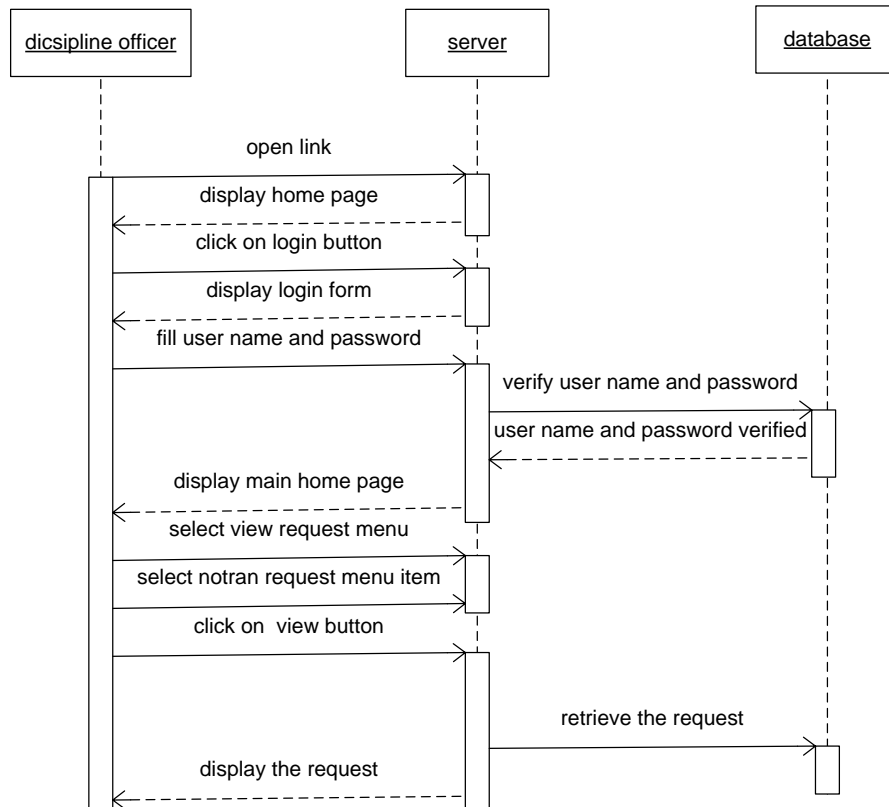 dicsipline officer
server
database
open link
display home page
click on login button
display login form
fill user name and password
verify user name and password
user name and password verified
display main home page
select view request menu
select notran request menu item
click on view button
retrieve the request
display the request